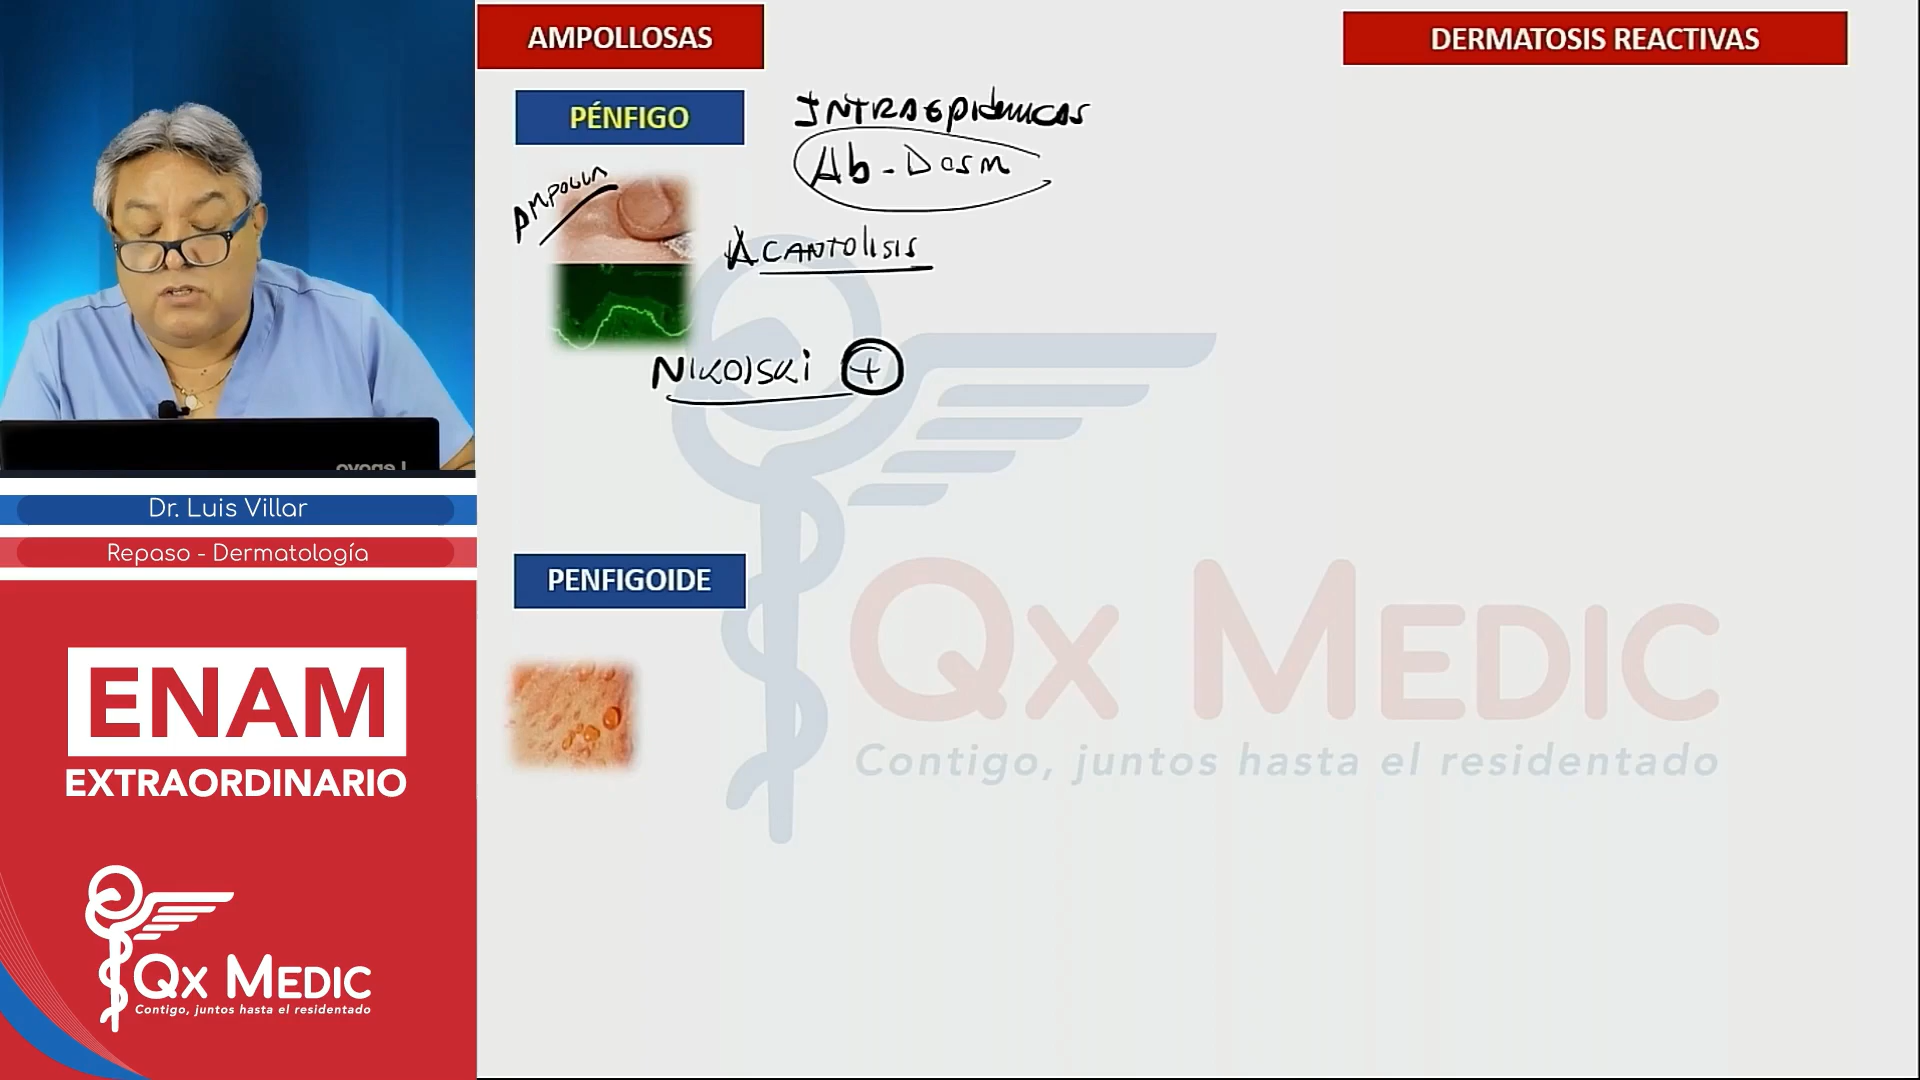 AMPOLLOSAS
DERMATOSIS REACTIVAS
PÉNFIGO
INTRAEpidermicas
Ab - Desm
AMPOLLA
ACANTOlISIS
NIKOlSKi +
PENFIGOIDE
Dr. Luis Villar
Repaso - Dermatología
ENAM
EXTRAORDINARIO
QX MEDIC
Contigo, juntos hasta el residentado
QX MEDIC
Contigo, juntos hasta el residentado
Lenovo